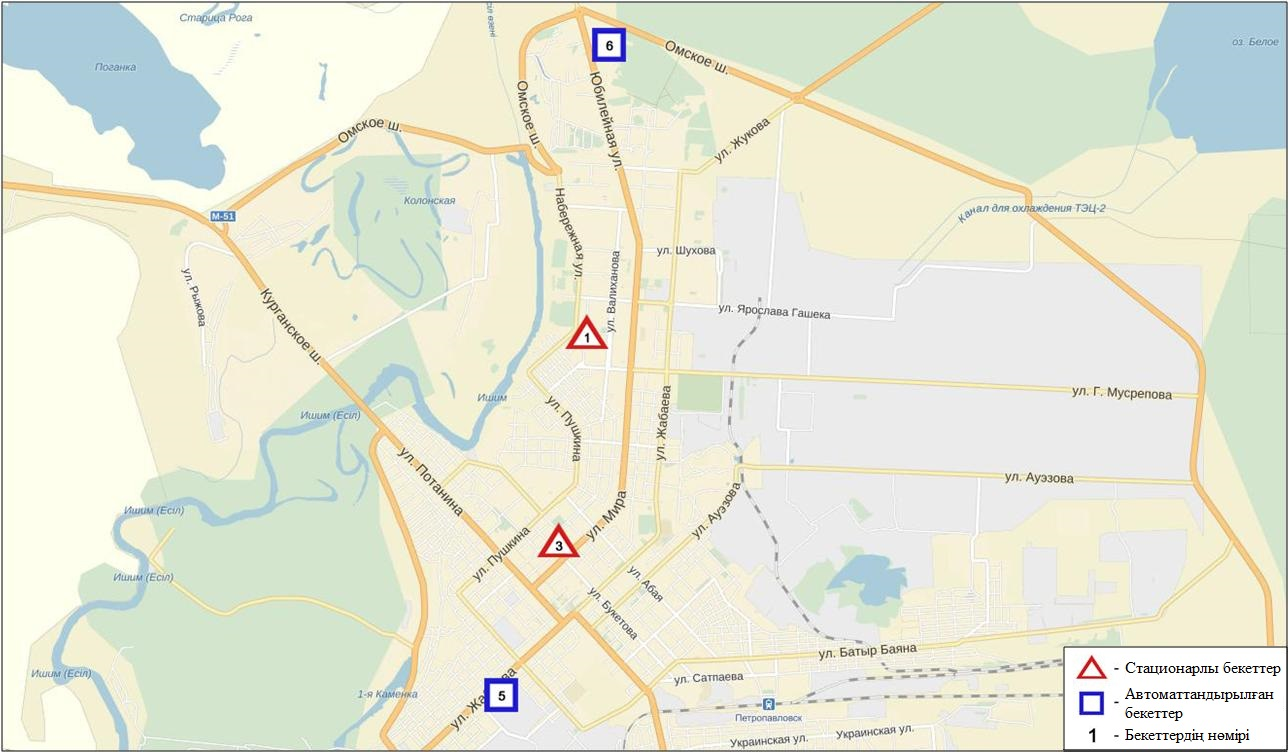 Старица Рога
Поганка
сіл өзені
6
Омское ш.
оз. Белое
Омское ш.
Юбилейная ул.
Омское ш.
ул. Жукова
Колонская
М-51
Набережная ул.
Канал для охлаждения ТЭЦ-2
ул. Рыжова
ул. Валиханова
ул. Шухова
Курганское ш.
ул. Ярослава Гашека
1
Ишим
ул. Г. Мусрепова
Ишим (Есіл)
ул. Пушкина
ул. Жабаева
ул. Потанина
ул. Ауэзова
Ишим (Есіл)
ул. Мира
ул. Ауэзова
ул. Пушкина
3
Ишим (Есіл)
ул. Абая
ул. Букетова
ул. Батыр Баяна
Ишим (Есіл)
ул. Сатпаева
1-я Каменка
5
Петропавловск
Украинская ул.
Украинская ул.
- Стационарлы бекеттер
- Автоматтандырылған
бекеттер
1 - Бекеттердің нөмірі